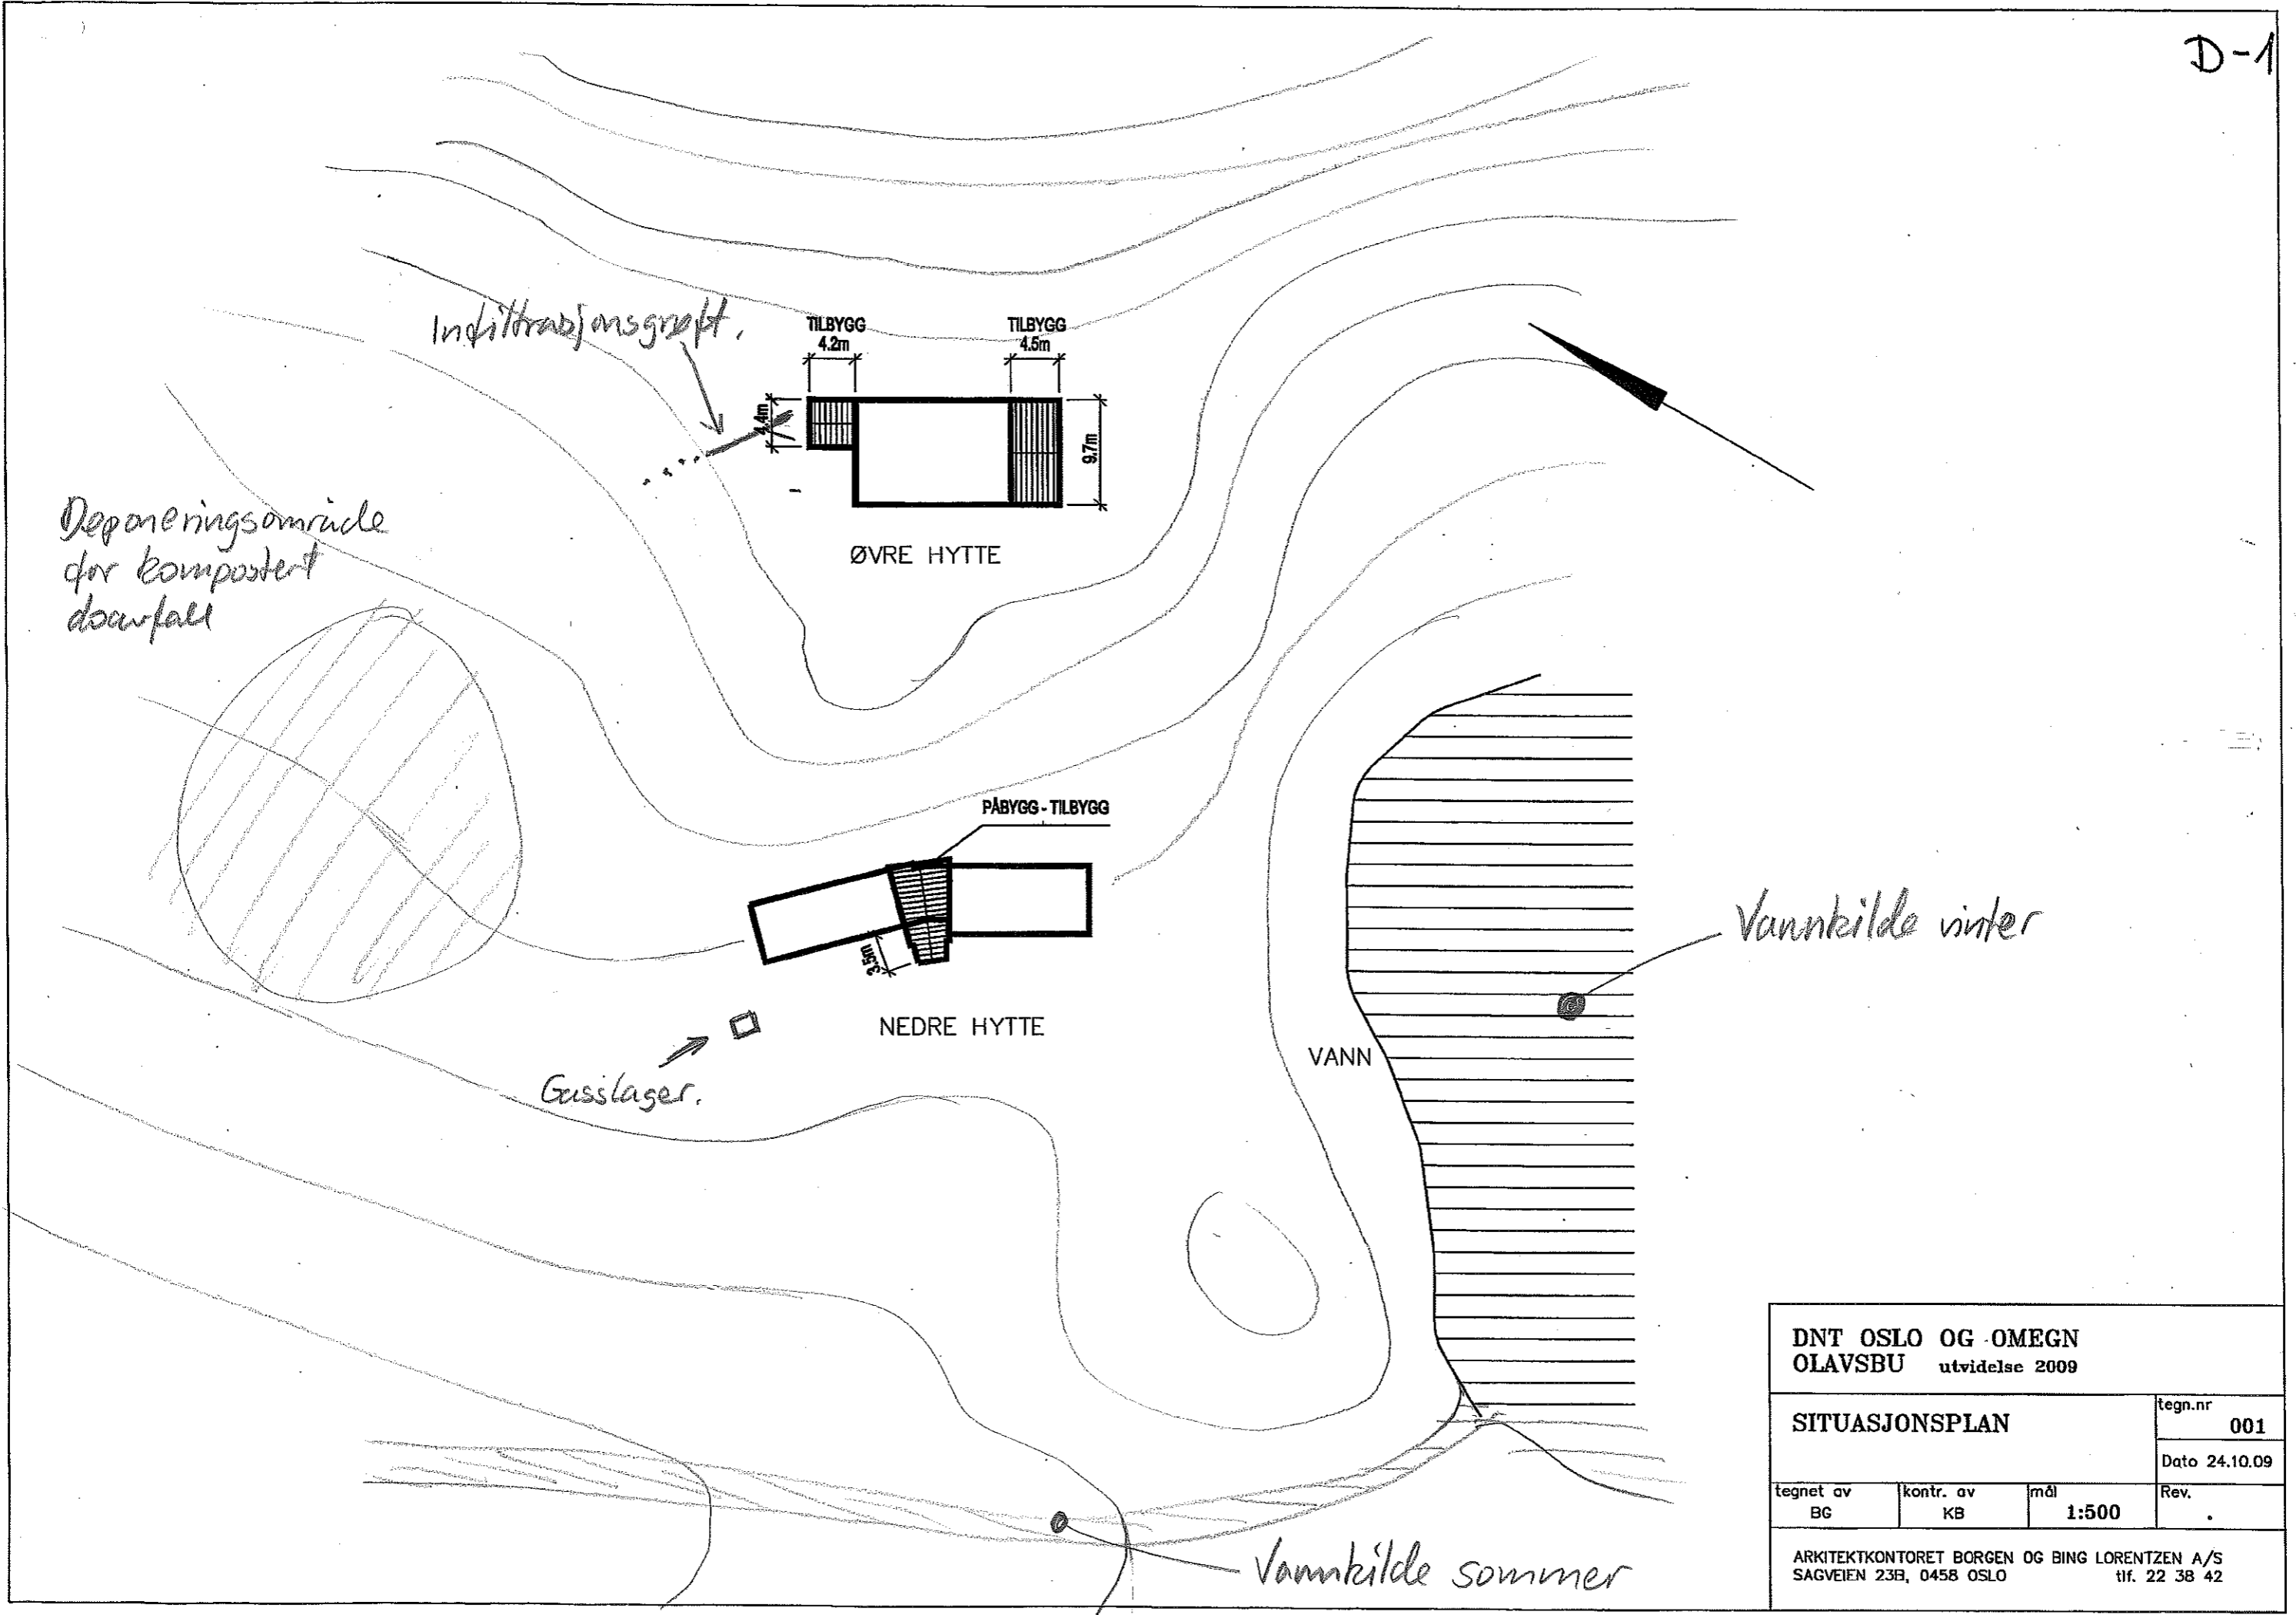 D-1
Infiltrasjonsgrøft.
TILBYGG
4.2m
TILBYGG
4.5m
4.4m
9.7m
ØVRE HYTTE
Deponeringsområde
for kompostert
doavfall
PÅBYGG - TILBYGG
3.5m
NEDRE HYTTE
Gasslager.
VANN
Vannkilde vinter
Vannkilde sommer
DNT OSLO OG OMEGN
OLAVSBU utvidelse 2009
SITUASJONSPLAN
tegn.nr
001
Dato 24.10.09
tegnet av
BG
kontr. av
KB
mål
1:500
Rev.
.
ARKITEKTKONTORET BORGEN OG BING LORENTZEN A/S
SAGVEIEN 23B, 0458 OSLO tlf. 22 38 42